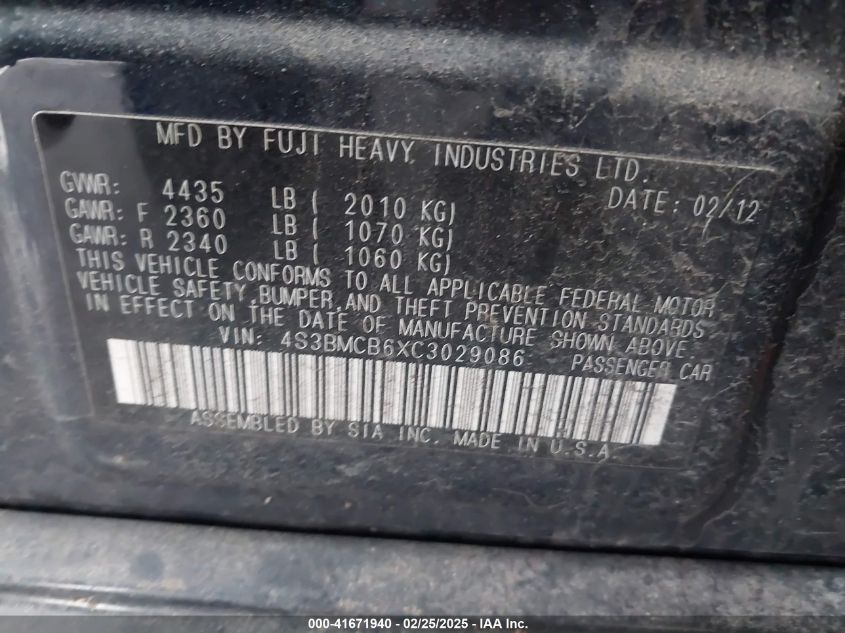 MFD BY FUJI HEAVY INDUSTRIES LTD.
GVWR: 4435 LB ( 2010 KG) DATE: 02/12
GAWR: F 2360 LB ( 1070 KG)
GAWR: R 2340 LB ( 1060 KG)
THIS VEHICLE CONFORMS TO ALL APPLICABLE FEDERAL MOTOR
VEHICLE SAFETY, BUMPER, AND THEFT PREVENTION STANDARDS
IN EFFECT ON THE DATE OF MANUFACTURE SHOWN ABOVE
VIN: 4S3BMCB6XC3029086 PASSENGER CAR
ASSEMBLED BY SIA INC. MADE IN U.S.A
000-41671940 - 02/25/2025 - IAA Inc.